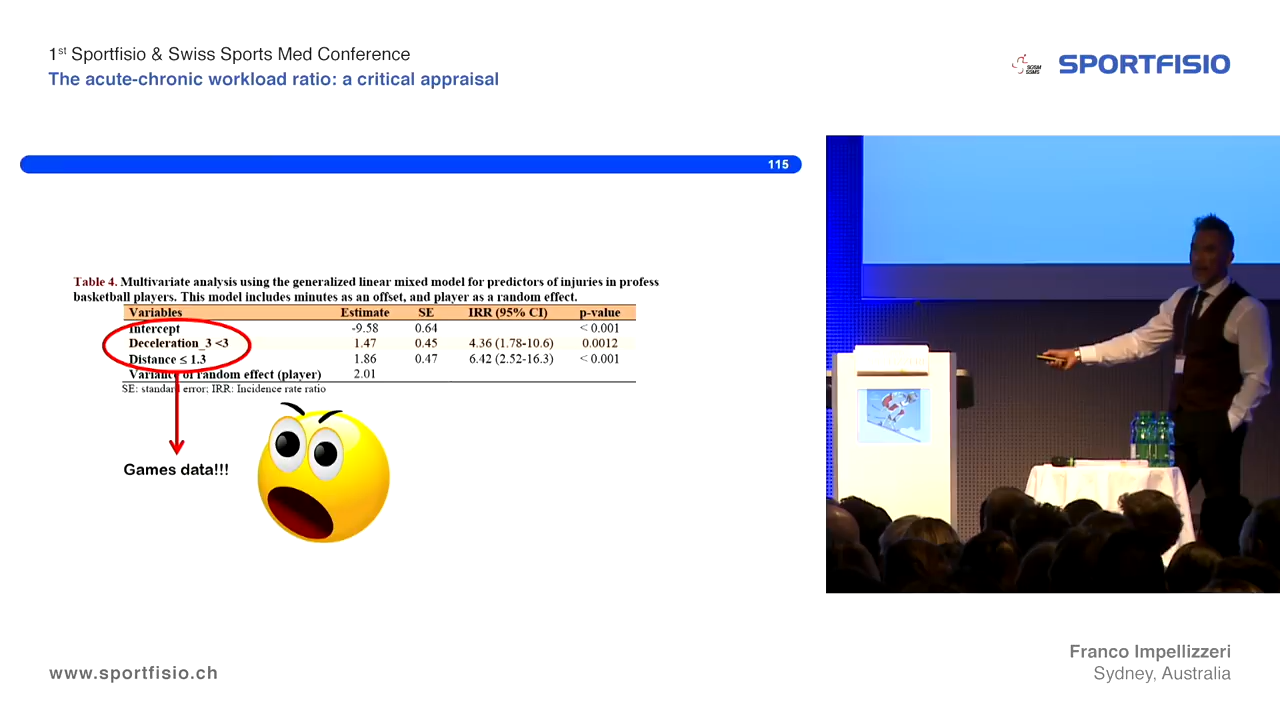 1st Sportfisio & Swiss Sports Med Conference
The acute-chronic workload ratio: a critical appraisal
SGSM
SSMS
SPORTFISIO
115
Table 4. Multivariate analysis using the generalized linear mixed model for predictors of injuries in profess
basketball players. This model includes minutes as an offset, and player as a random effect.
Variables Estimate SE IRR (95% CI) p-value
Intercept -9.58 0.64 < 0.001
Deceleration_3 <3 1.47 0.45 4.36 (1.78-10.6) 0.0012
Distance ≤ 1.3 1.86 0.47 6.42 (2.52-16.3) < 0.001
Variance of random effect (player) 2.01
SE: standard error; IRR: Incidence rate ratio
Games data!!!
www.sportfisio.ch
Franco Impellizzeri
Sydney, Australia